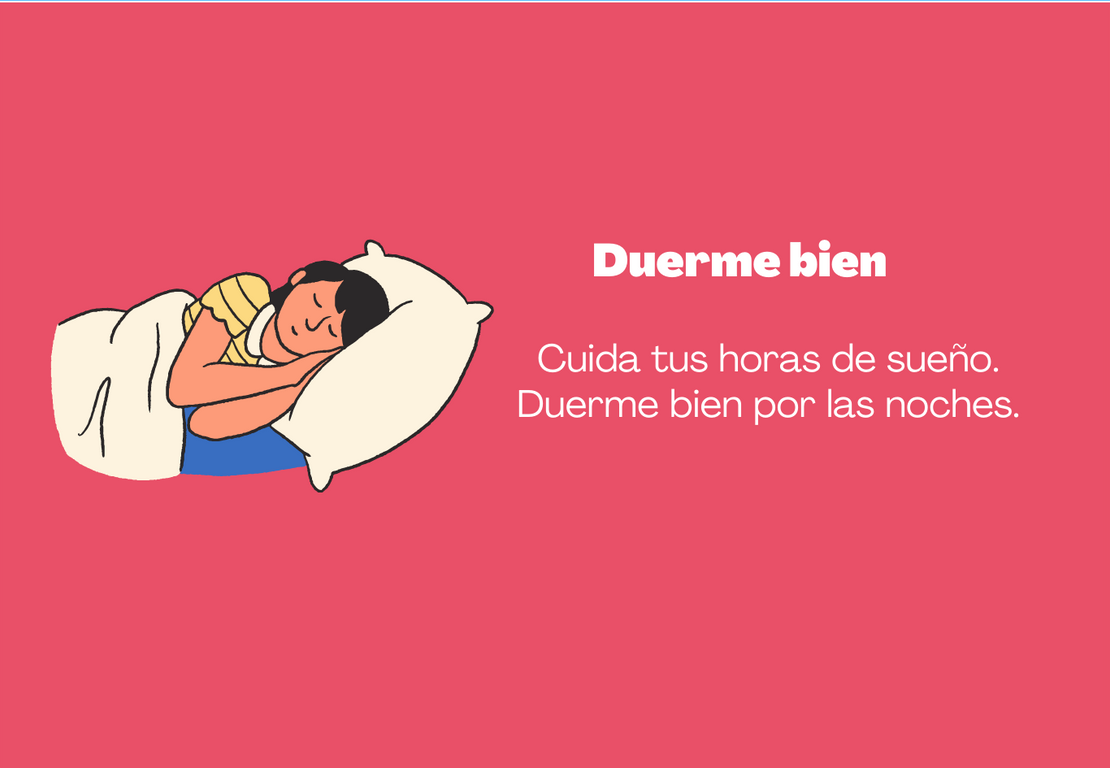 Duerme bien
Cuida tus horas de sueño.
Duerme bien por las noches.